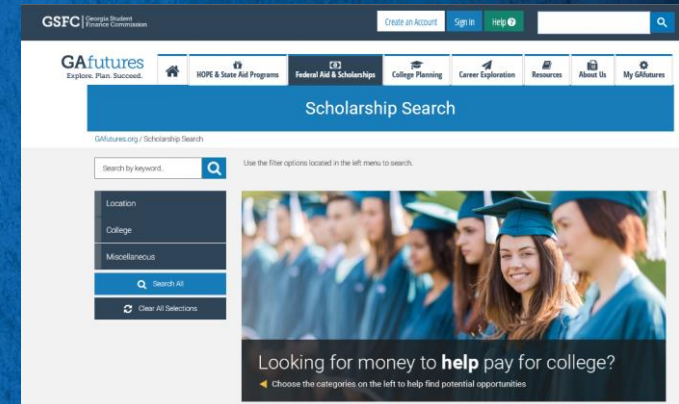 GSFC Georgia Student
Finance Commission
Create an Account Sign In Help
GAfutures
Explore. Plan. Succeed.
HOPE & State Aid Programs Federal Aid & Scholarships College Planning Career Exploration Resources About Us My GAfutures
Scholarship Search
GAfutures.org / Scholarship Search
Search by keyword.. Use the filter options located in the left menu to search.
Location
College
Miscellaneous
Search All
Clear All Selections
Looking for money to help pay for college?
Choose the categories on the left to help find potential opportunities